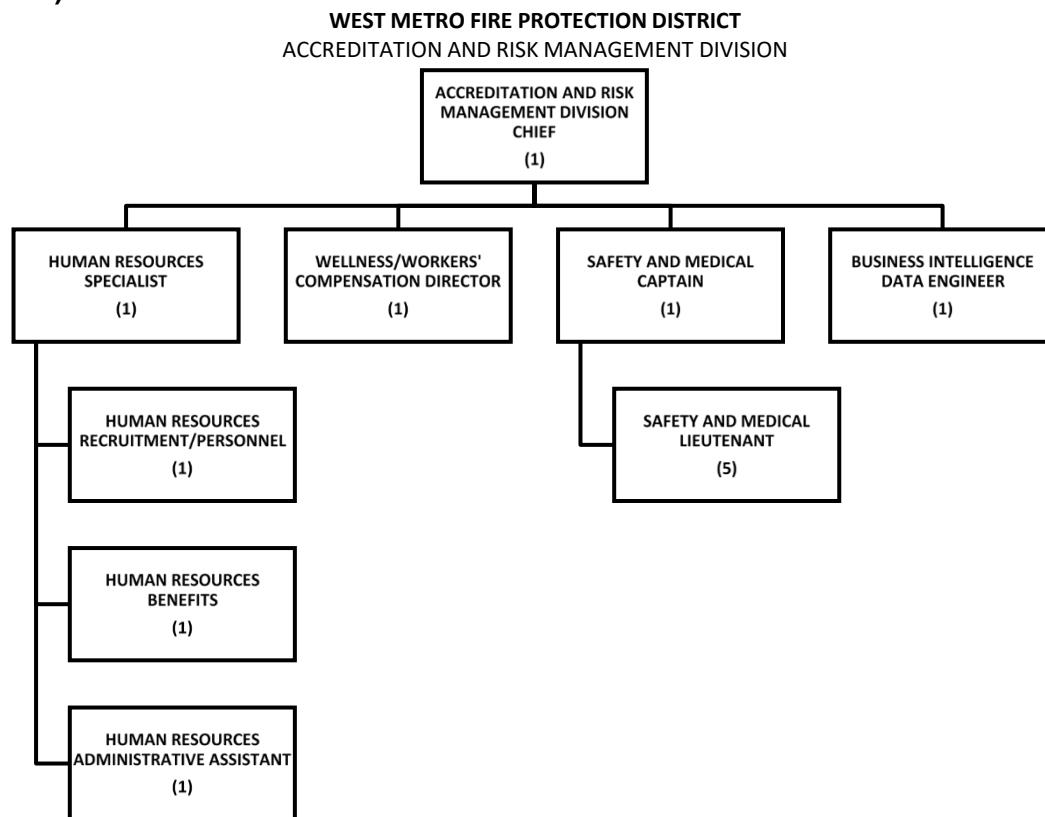 WEST METRO FIRE PROTECTION DISTRICT
ACCREDITATION AND RISK MANAGEMENT DIVISION
ACCREDITATION AND RISK
MANAGEMENT DIVISION
CHIEF
(1)
HUMAN RESOURCES
SPECIALIST
(1)
WELLNESS/WORKERS'
COMPENSATION DIRECTOR
(1)
SAFETY AND MEDICAL
CAPTAIN
(1)
BUSINESS INTELLIGENCE
DATA ENGINEER
(1)
HUMAN RESOURCES
RECRUITMENT/PERSONNEL
(1)
SAFETY AND MEDICAL
LIEUTENANT
(5)
HUMAN RESOURCES
BENEFITS
(1)
HUMAN RESOURCES
ADMINISTRATIVE ASSISTANT
(1)